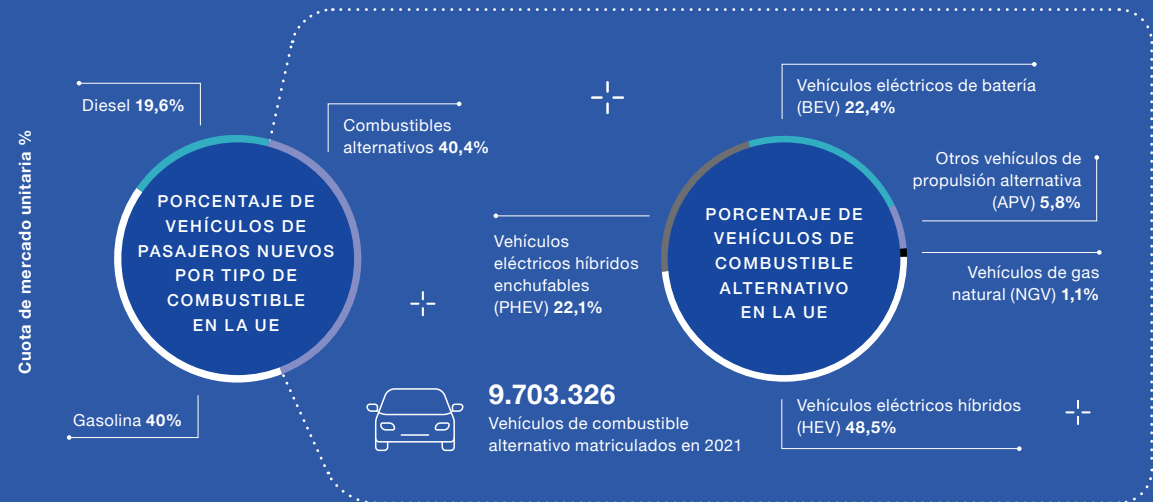 Cuota de mercado unitaria %
Diesel 19,6%
Combustibles
alternativos 40,4%
PORCENTAJE DE
VEHÍCULOS DE
PASAJEROS NUEVOS
POR TIPO DE
COMBUSTIBLE
EN LA UE
Gasolina 40%
Vehículos eléctricos de batería
(BEV) 22,4%
Otros vehículos de
propulsión alternativa
(APV) 5,8%
Vehículos
eléctricos híbridos
enchufables
(PHEV) 22,1%
PORCENTAJE DE
VEHÍCULOS DE
COMBUSTIBLE
ALTERNATIVO
EN LA UE
Vehículos de gas
natural (NGV) 1,1%
9.703.326
Vehículos de combustible
alternativo matriculados en 2021
Vehículos eléctricos híbridos
(HEV) 48,5%